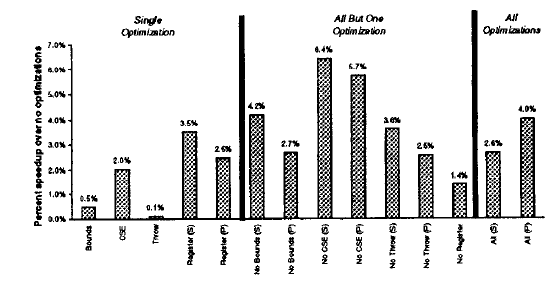 Single
Optimization
All But One
Optimization
All
Optimizations
Percent speedup over no optimizations
7.0%
6.0%
5.0%
4.0%
3.0%
2.0%
1.0%
0.0%
0.5%
2.0%
0.1%
3.5%
2.5%
4.2%
2.7%
6.4%
5.7%
3.6%
2.5%
1.4%
2.6%
4.0%
Bounds
CSE
Throw
Register (S)
Register (P)
No Bounds (S)
No Bounds (P)
No CSE (S)
No CSE (P)
No Throw (S)
No Throw (P)
No Register
All (S)
All (P)